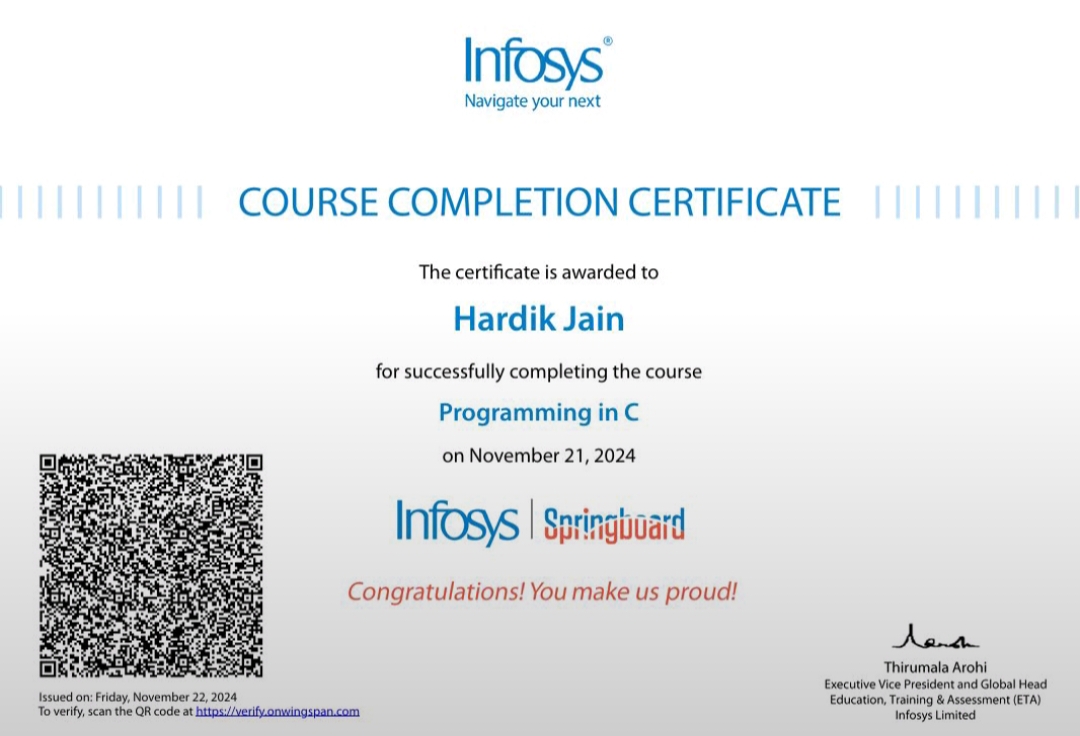 Infosys®
Navigate your next
COURSE COMPLETION CERTIFICATE
The certificate is awarded to
Hardik Jain
for successfully completing the course
Programming in C
on November 21, 2024
Infosys | Springboard
Congratulations! You make us proud!
Thirumala Arohi
Executive Vice President and Global Head
Education, Training & Assessment (ETA)
Infosys Limited
Issued on: Friday, November 22, 2024
To verify, scan the QR code at https://verify.onwingspan.com